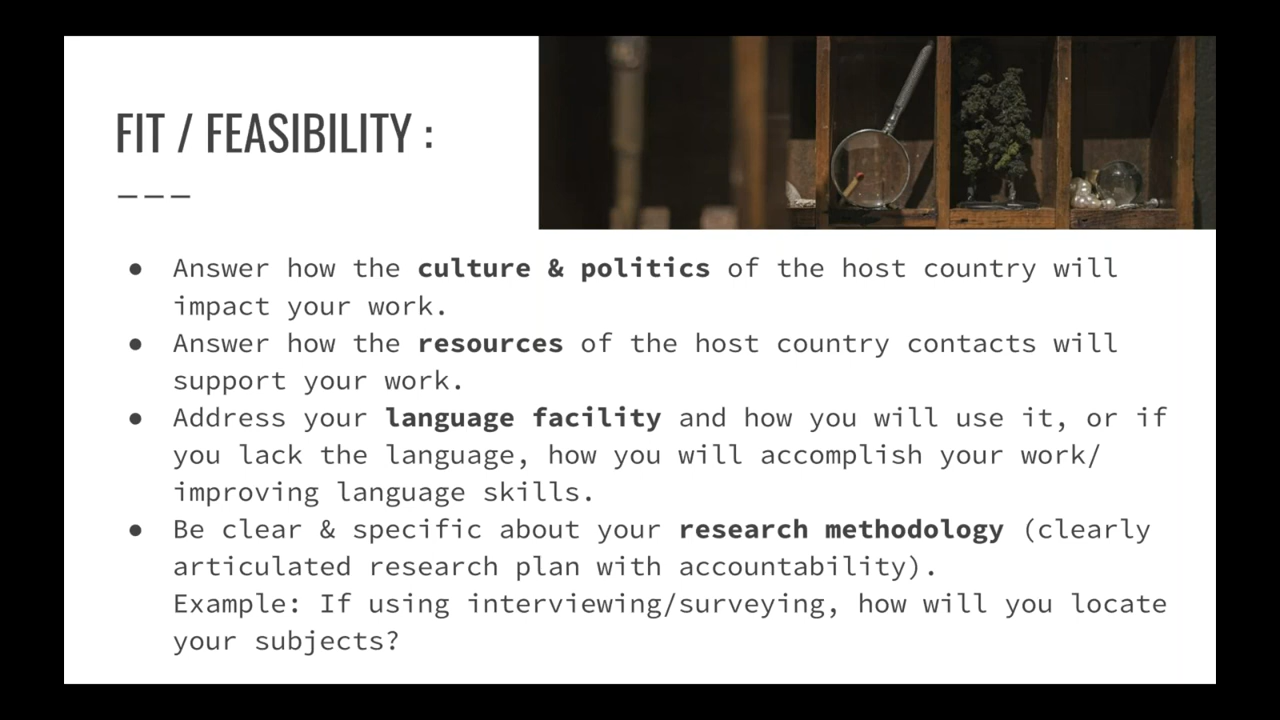 FIT / FEASIBILITY :
● Answer how the culture & politics of the host country will
impact your work.
● Answer how the resources of the host country contacts will
support your work.
● Address your language facility and how you will use it, or if
you lack the language, how you will accomplish your work/
improving language skills.
● Be clear & specific about your research methodology (clearly
articulated research plan with accountability).
Example: If using interviewing/surveying, how will you locate
your subjects?